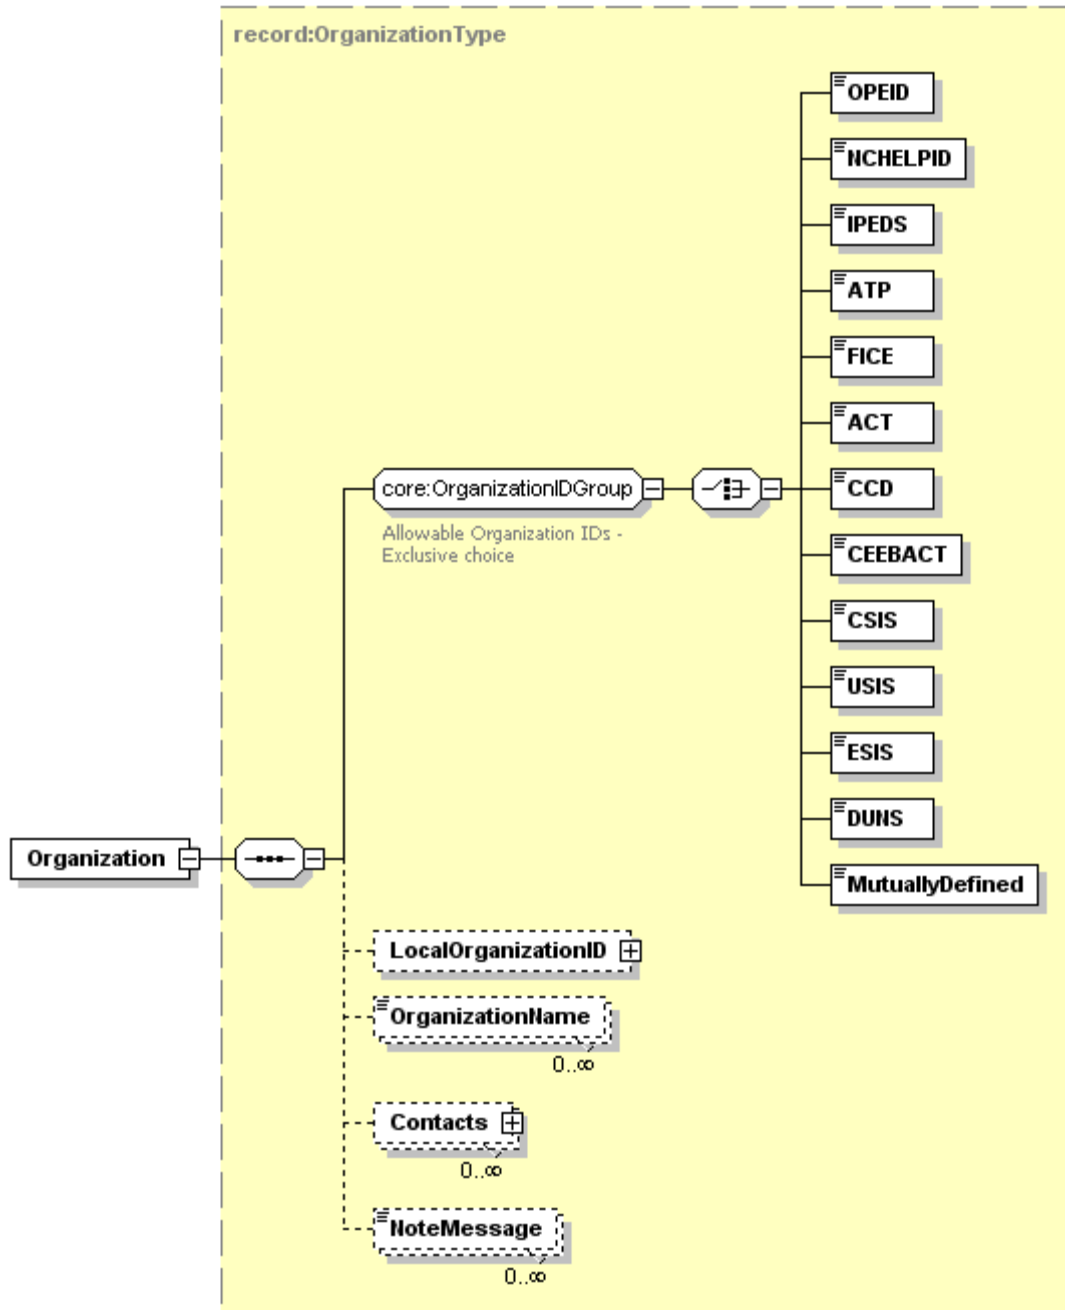 record:OrganizationType
OPEID
NCHELPID
IPEDS
ATP
FICE
ACT
core:OrganizationIDGroup
CCD
Allowable Organization IDs -
Exclusive choice
CEEBACT
CSIS
USIS
ESIS
DUNS
Organization
MutuallyDefined
LocalOrganizationID
OrganizationName
0..∞
Contacts
0..∞
NoteMessage
0..∞